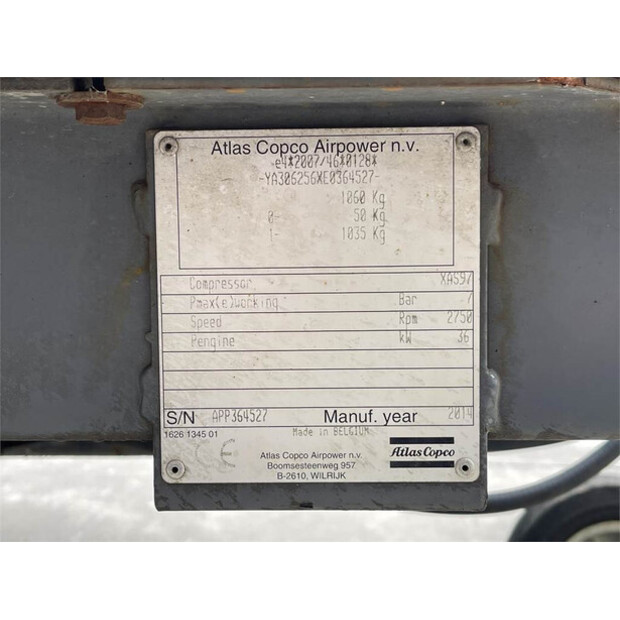 Atlas Copco Airpower n.v.
e4*2007/46*0128*
-YA306256XE0364527-
1060 Kg
0- 50 Kg
1- 1035 Kg
Compressor XAS97
Pmax(e)working Bar 7
Speed Rpm 2750
Pengine kW 36
S/N APP364527 Manuf. year 2014
1626 1345 01 Made in BELGIUM
CE
Atlas Copco Airpower n.v.
Boomsesteenweg 957
B-2610, WILRIJK
Atlas Copco